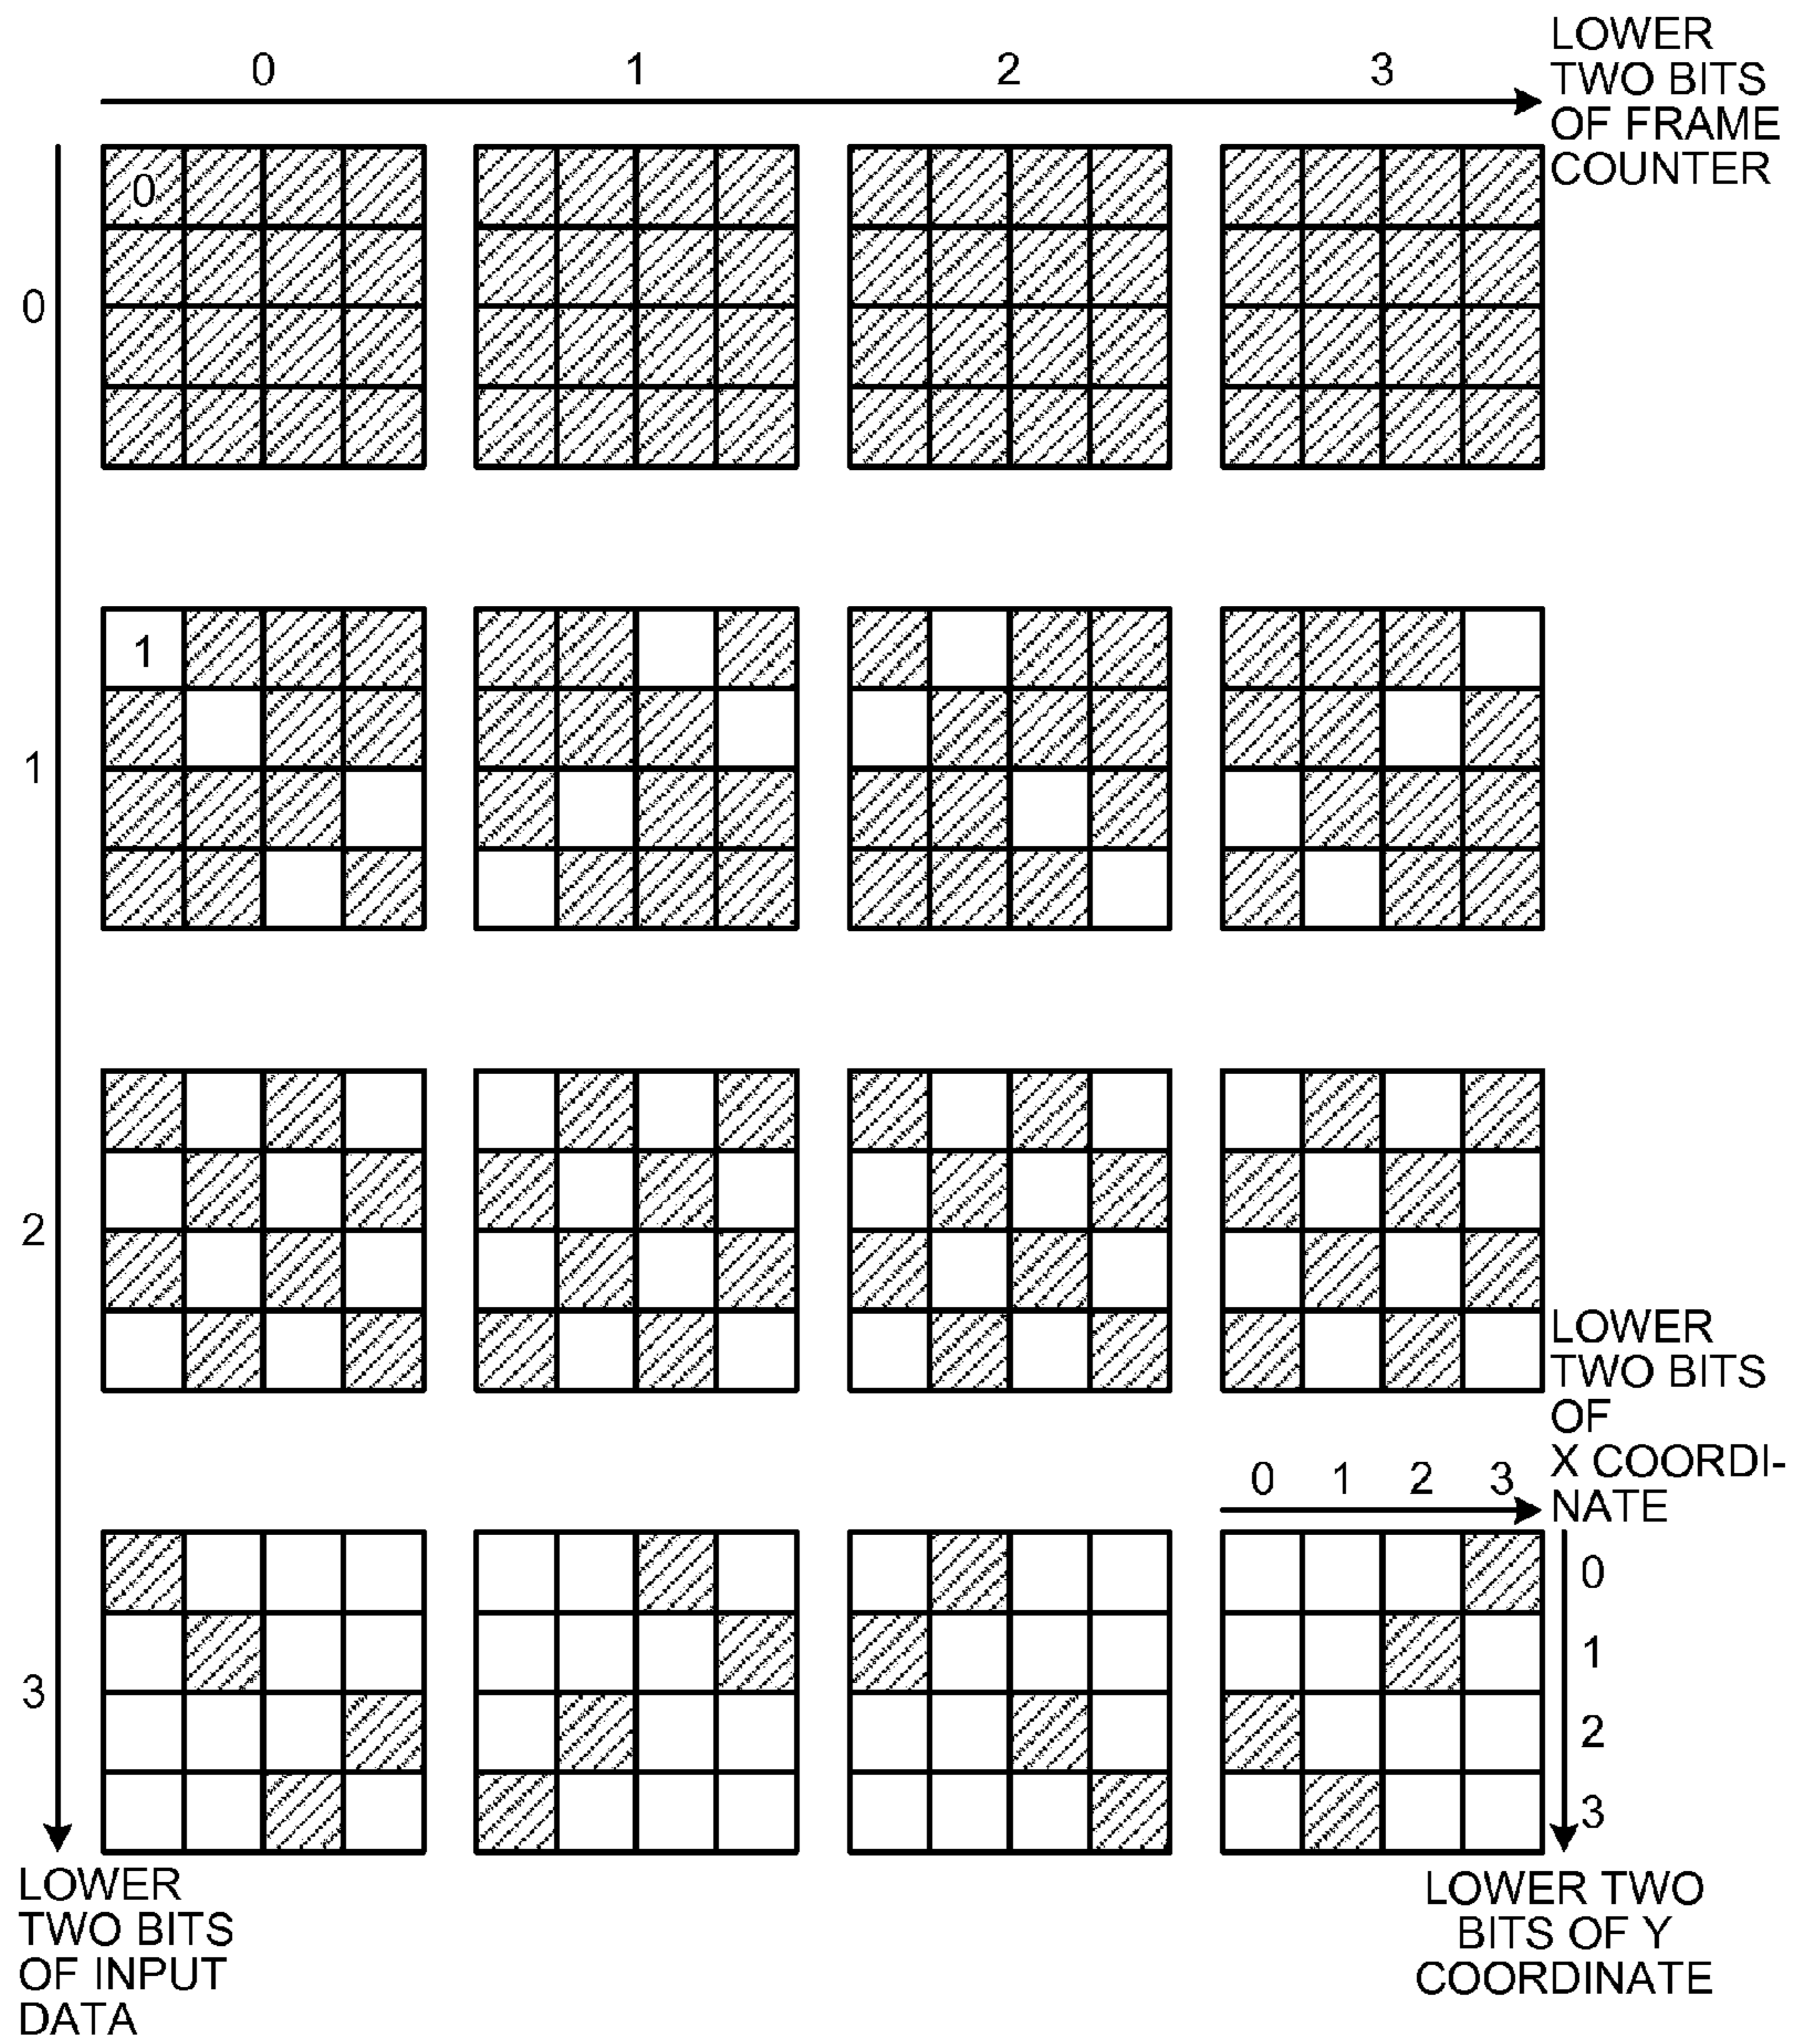 LOWER
TWO BITS
OF FRAME
COUNTER
0 1 2 3
0
0
1
1
2
LOWER
TWO BITS
OF
X COORDI-
NATE
0 1 2 3
3
0
1
2
3
LOWER
TWO BITS
OF INPUT
DATA
LOWER TWO
BITS OF Y
COORDINATE